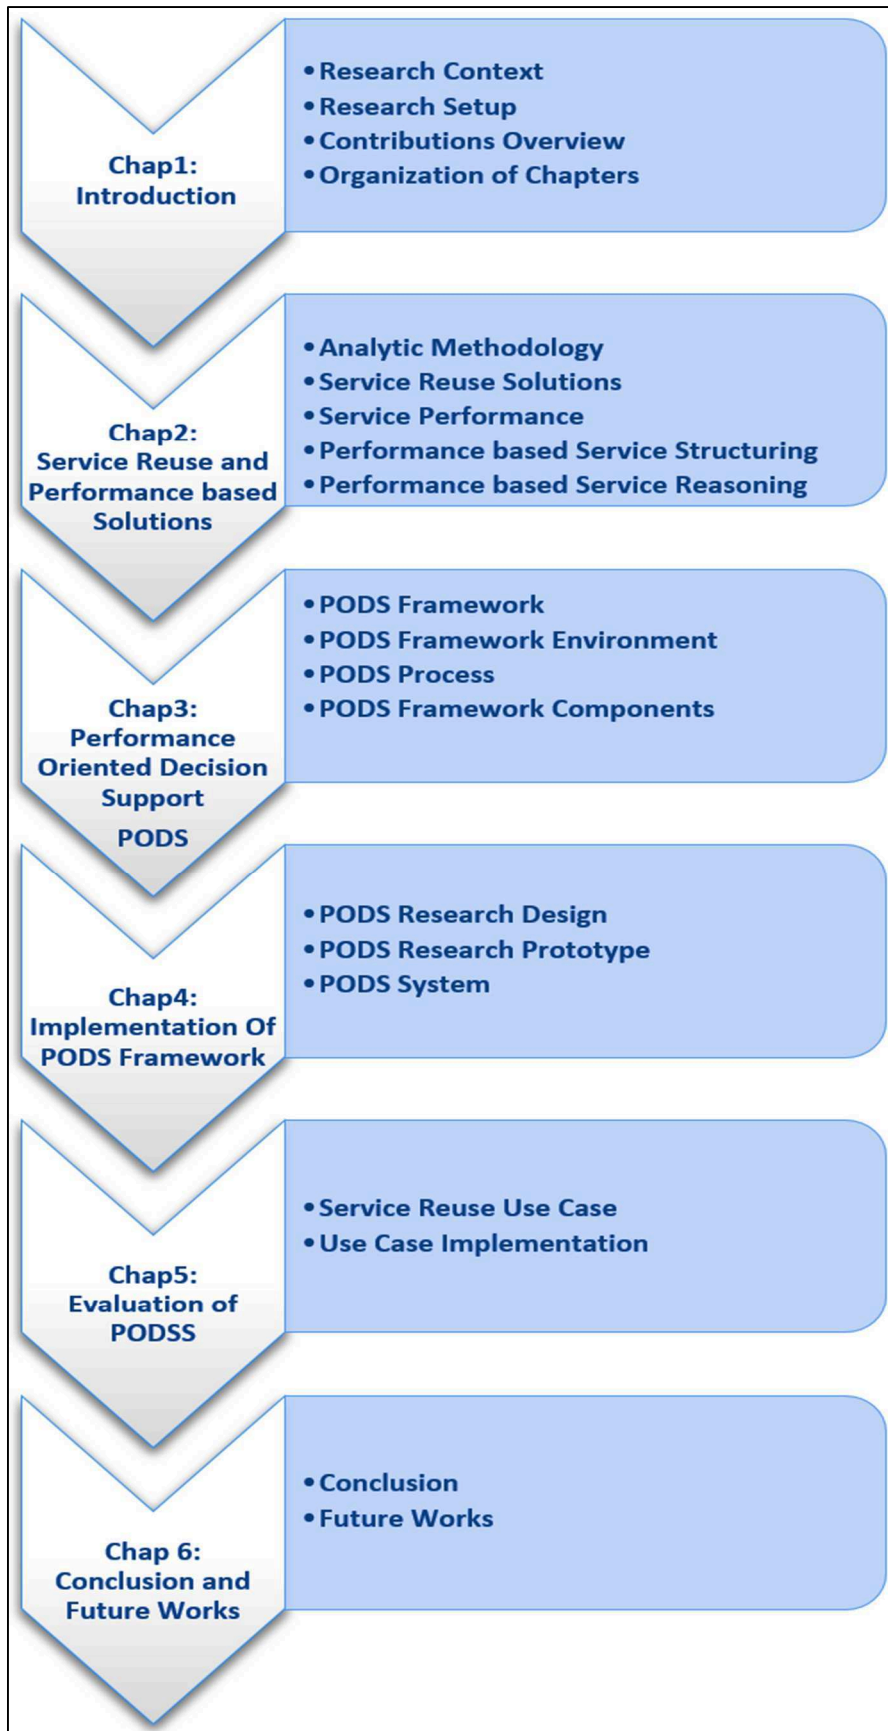 Chap1:
Introduction
•Research Context
•Research Setup
•Contributions Overview
•Organization of Chapters
Chap2:
Service Reuse and
Performance based
Solutions
•Analytic Methodology
•Service Reuse Solutions
•Service Performance
•Performance based Service Structuring
•Performance based Service Reasoning
Chap3:
Performance
Oriented Decision
Support
PODS
•PODS Framework
•PODS Framework Environment
•PODS Process
•PODS Framework Components
Chap4:
Implementation Of
PODS Framework
•PODS Research Design
•PODS Research Prototype
•PODS System
Chap5:
Evaluation of
PODSS
•Service Reuse Use Case
•Use Case Implementation
Chap 6:
Conclusion and
Future Works
•Conclusion
•Future Works